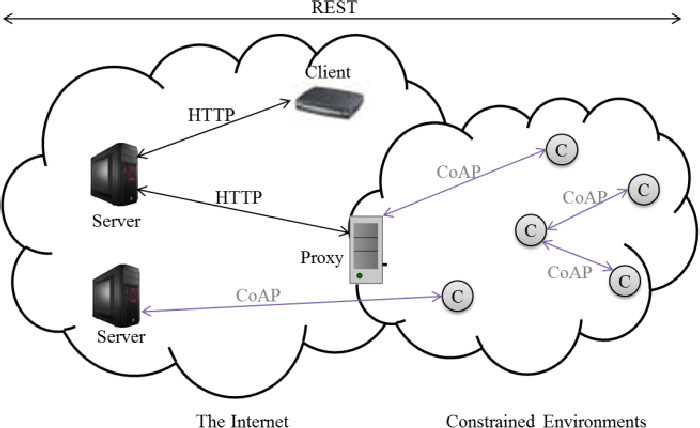 REST
Client
HTTP
C
CoAP
C
HTTP
CoAP
Server
C
Proxy
CoAP
C
CoAP
C
Server
The Internet
Constrained Environments